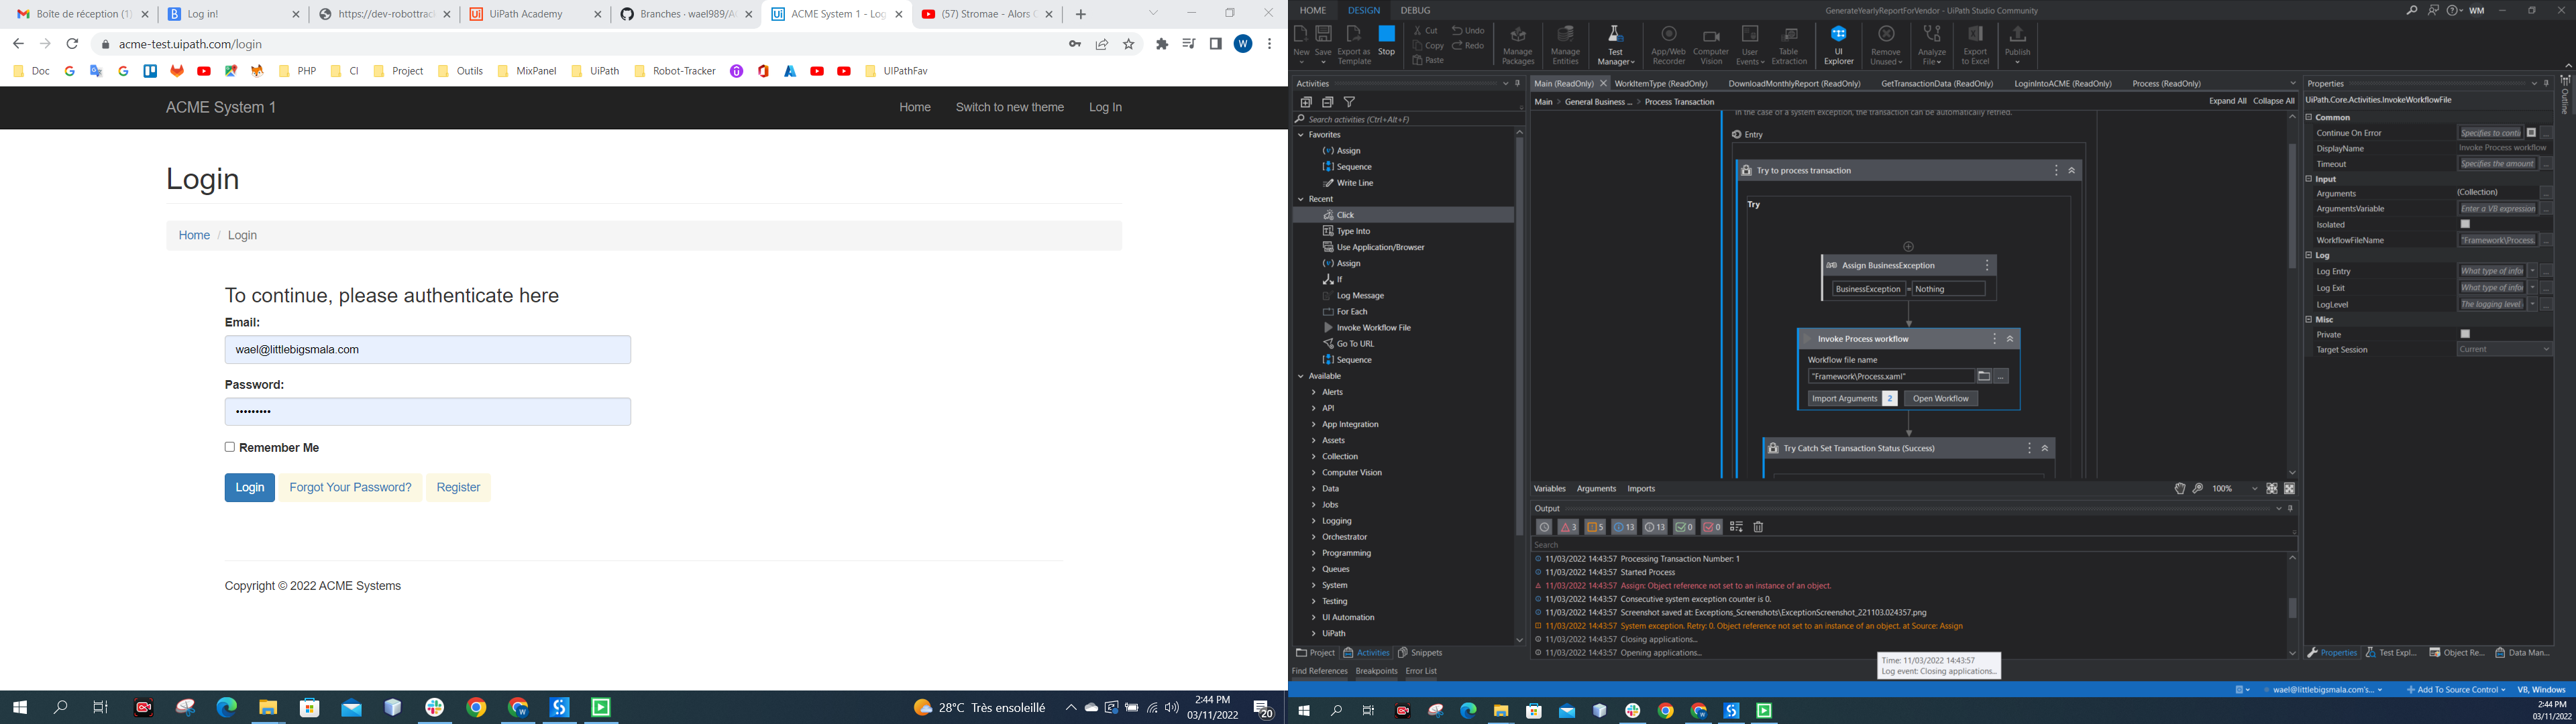 Boîte de réception (1)
Log in!
https://dev-robottrack
UiPath Academy
Branches · wael989/A
ACME System 1 - Log
(57) Stromae - Alors
acme-test.uipath.com/login
Doc
PHP
CI
Project
Outils
MixPanel
UiPath
Robot-Tracker
UIPathFav
ACME System 1
Home
Switch to new theme
Log In
Login
Home / Login
To continue, please authenticate here
Email:
wael@littlebigsmala.com
Password:
•••••••••
Remember Me
Login
Forgot Your Password?
Register
Copyright © 2022 ACME Systems
28°C Très ensoleillé
2:44 PM
03/11/2022
20
HOME
DESIGN
DEBUG
GenerateYearlyReportForVendor - UiPath Studio Community
WM
New
Save
Export as Template
Stop
Cut
Copy
Paste
Undo
Redo
Manage Packages
Manage Entities
Test Manager
App/Web Recorder
Computer Vision
User Events
Table Extraction
UI Explorer
Remove Unused
Analyze File
Export to Excel
Publish
Activities
Search activities (Ctrl+Alt+F)
Favorites
Assign
Sequence
Write Line
Recent
Click
Type Into
Use Application/Browser
Assign
If
Log Message
For Each
Invoke Workflow File
Go To URL
Sequence
Available
Alerts
API
App Integration
Assets
Collection
Computer Vision
Data
Jobs
Logging
Orchestrator
Programming
Queues
System
Testing
UI Automation
UiPath
Project
Activities
Snippets
Find References
Breakpoints
Error List
Main (ReadOnly)
WorkItemType (ReadOnly)
DownloadMonthlyReport (ReadOnly)
GetTransactionData (ReadOnly)
LoginIntoACME (ReadOnly)
Process (ReadOnly)
Main > General Business ... > Process Transaction
Expand All
Collapse All
In the case of a system exception, the transaction can be automatically retried.
Entry
Try to process transaction
Try
Assign BusinessException
BusinessException = Nothing
Invoke Process workflow
Workflow file name
"Framework\Process.xaml"
Import Arguments 2
Open Workflow
Try Catch Set Transaction Status (Success)
Variables
Arguments
Imports
100%
Output
3
5
13
13
0
0
Search
11/03/2022 14:43:57 Processing Transaction Number: 1
11/03/2022 14:43:57 Started Process
11/03/2022 14:43:57 Assign: Object reference not set to an instance of an object.
11/03/2022 14:43:57 Consecutive system exception counter is 0.
11/03/2022 14:43:57 Screenshot saved at: Exceptions_Screenshots\ExceptionScreenshot_221103.024357.png
11/03/2022 14:43:57 System exception. Retry: 0. Object reference not set to an instance of an object. at Source: Assign
11/03/2022 14:43:57 Closing applications...
11/03/2022 14:43:57 Opening applications...
Time: 11/03/2022 14:43:57
Log event: Closing applications...
Properties
UiPath.Core.Activities.InvokeWorkflowFile
Common
Continue On Error Specifies to conti
DisplayName Invoke Process workflow
Timeout Specifies the amount
Input
Arguments (Collection)
ArgumentsVariable Enter a VB expression
Isolated
WorkflowFileName "Framework\Process.
Log
Log Entry What type of infor
Log Exit What type of infor
LogLevel The logging level
Misc
Private
Target Session Current
Outline
Properties
Test Expl...
Object Re...
Data Man...
wael@littlebigsmala.com's...
Add To Source Control
VB, Windows
2:44 PM
03/11/2022